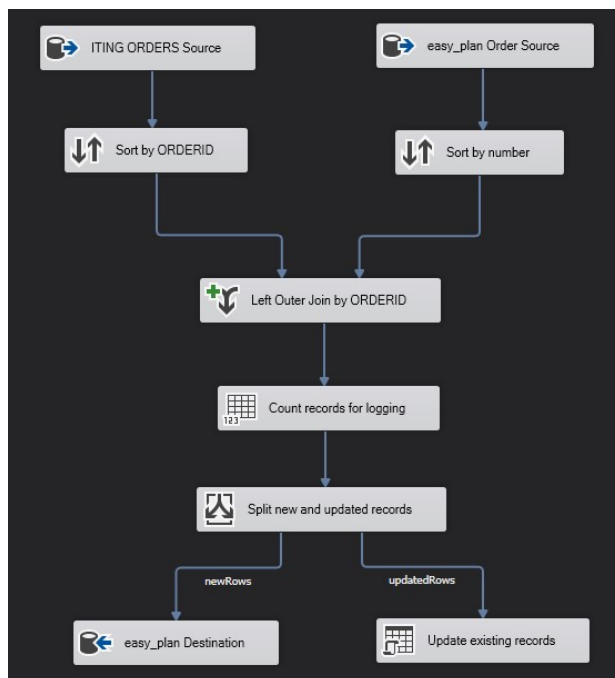 ITING ORDERS Source
easy_plan Order Source
Sort by ORDERID
Sort by number
Left Outer Join by ORDERID
123
Count records for logging
Split new and updated records
newRows
updatedRows
easy_plan Destination
Update existing records